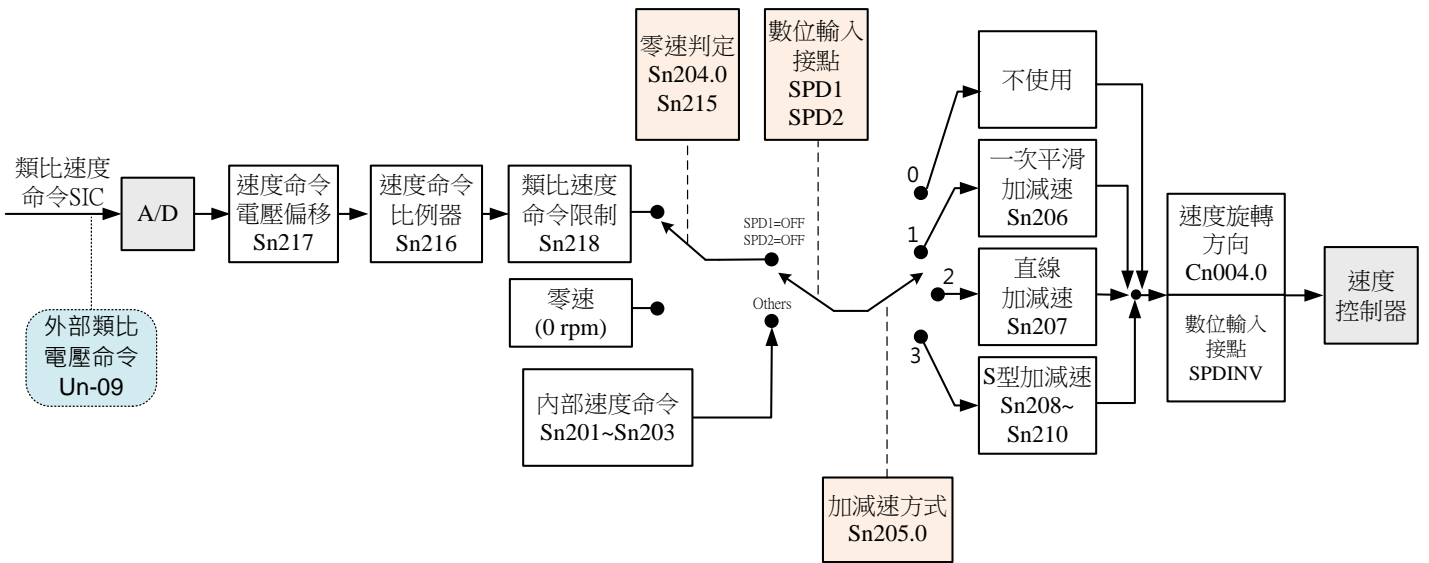 零速判定
Sn204.0
Sn215
數位輸入
接點
SPD1
SPD2
不使用
類比速度
命令SIC
A/D
速度命令
電壓偏移
Sn217
速度命令
比例器
Sn216
類比速度
命令限制
Sn218
SPD1=OFF
SPD2=OFF
0
1
2
3
一次平滑
加減速
Sn206
速度旋轉
方向
Cn004.0
數位輸入
接點
SPDINV
速度
控制器
零速
(0 rpm)
Others
直線
加減速
Sn207
外部類比
電壓命令
Un-09
內部速度命令
Sn201~Sn203
S型加減速
Sn208~
Sn210
加減速方式
Sn205.0